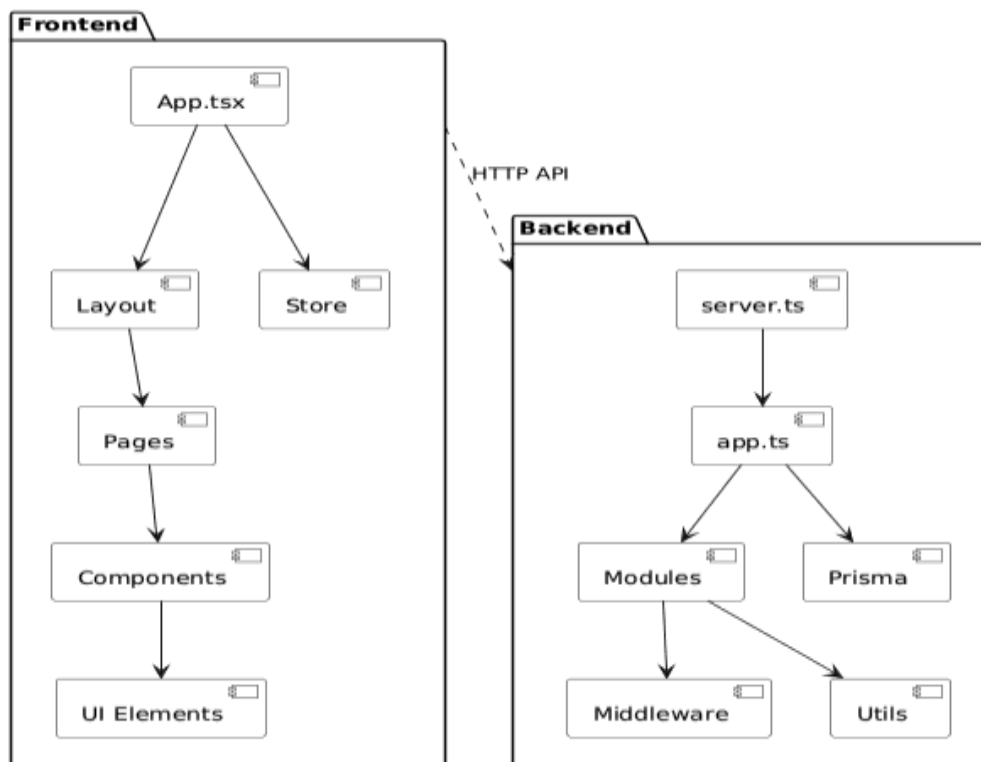 Frontend
App.tsx
HTTP API
Backend
Layout
Store
server.ts
Pages
app.ts
Components
Modules
Prisma
UI Elements
Middleware
Utils